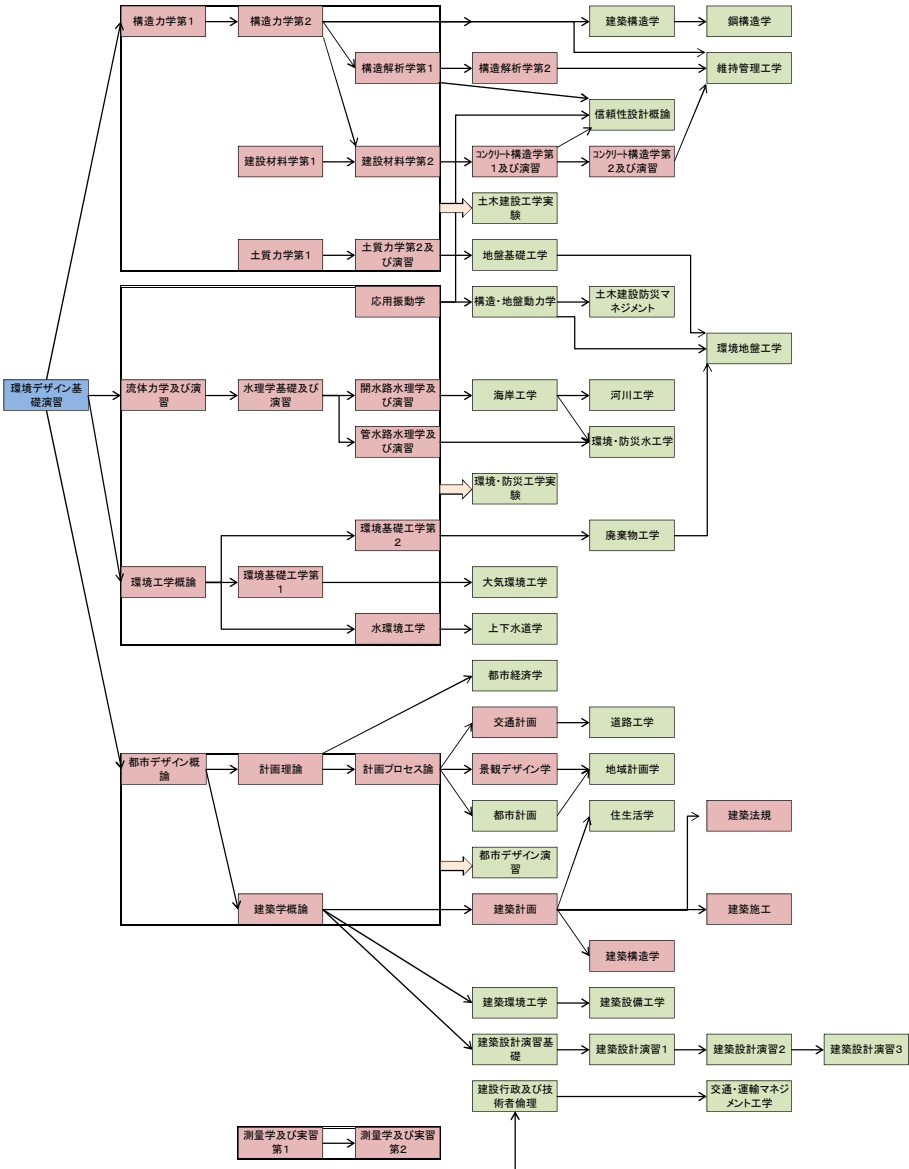 構造力学第1
構造力学第2
建築構造学
鋼構造学
構造解析学第1
構造解析学第2
維持管理工学
信頼性設計概論
建設材料学第1
建設材料学第2
コンクリート構造学第
1及び演習
コンクリート構造学第
2及び演習
土木建設工学実
験
土質力学第1
土質力学第2及
び演習
地盤基礎工学
応用振動学
構造・地盤動力学
土木建設防災マ
ネジメント
環境地盤工学
環境デザイン基
礎演習
流体力学及び演
習
水理学基礎及び
演習
開水路水理学及
び演習
海岸工学
河川工学
管水路水理学及
び演習
環境・防災水工学
環境・防災工学実
験
環境基礎工学第
2
廃棄物工学
環境工学概論
環境基礎工学第
1
大気環境工学
水環境工学
上下水道学
都市経済学
交通計画
道路工学
都市デザイン概
論
計画理論
計画プロセス論
景観デザイン学
地域計画学
都市計画
住生活学
建築法規
都市デザイン演
習
建築学概論
建築計画
建築施工
建築構造学
建築環境工学
建築設備工学
建築設計演習基
礎
建築設計演習1
建築設計演習2
建築設計演習3
建設行政及び技
術者倫理
交通・運輸マネジ
メント工学
測量学及び実習
第1
測量学及び実習
第2